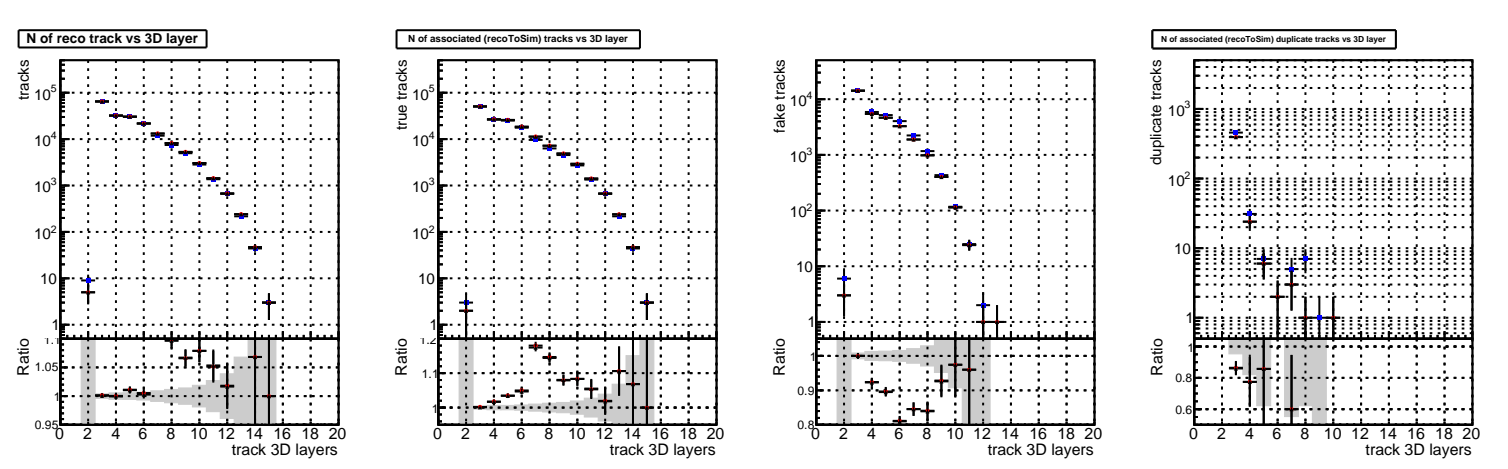 N of reco track vs 3D layer
tracks
10^5
10^4
10^3
10^2
10
1
Ratio
1.1
1.05
1
0.95
0 2 4 6 8 10 12 14 16 18 20
track 3D layers
N of associated (recoToSim) tracks vs 3D layer
true tracks
10^5
10^4
10^3
10^2
10
1
Ratio
1.2
1.1
1
0 2 4 6 8 10 12 14 16 18 20
track 3D layers
fake tracks
10^4
10^3
10^2
10
1
Ratio
1
0.9
0.8
0 2 4 6 8 10 12 14 16 18 20
track 3D layers
N of associated (recoToSim) duplicate tracks vs 3D layer
duplicate tracks
10^3
10^2
10
1
Ratio
1
0.8
0.6
0 2 4 6 8 10 12 14 16 18 20
track 3D layers